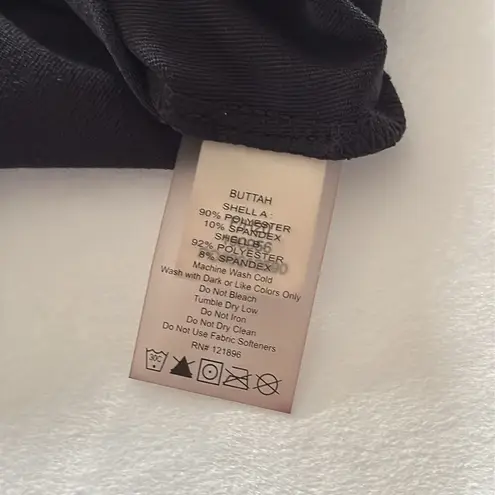 BUTTAH
SHELL A :
90% POLYESTER
10% SPANDEX
SHELL B :
92% POLYESTER
8% SPANDEX
Machine Wash Cold
Wash with Dark or Like Colors Only
Do Not Bleach
Tumble Dry Low
Do Not Iron
Do Not Dry Clean
Do Not Use Fabric Softeners
RN# 121896
30C